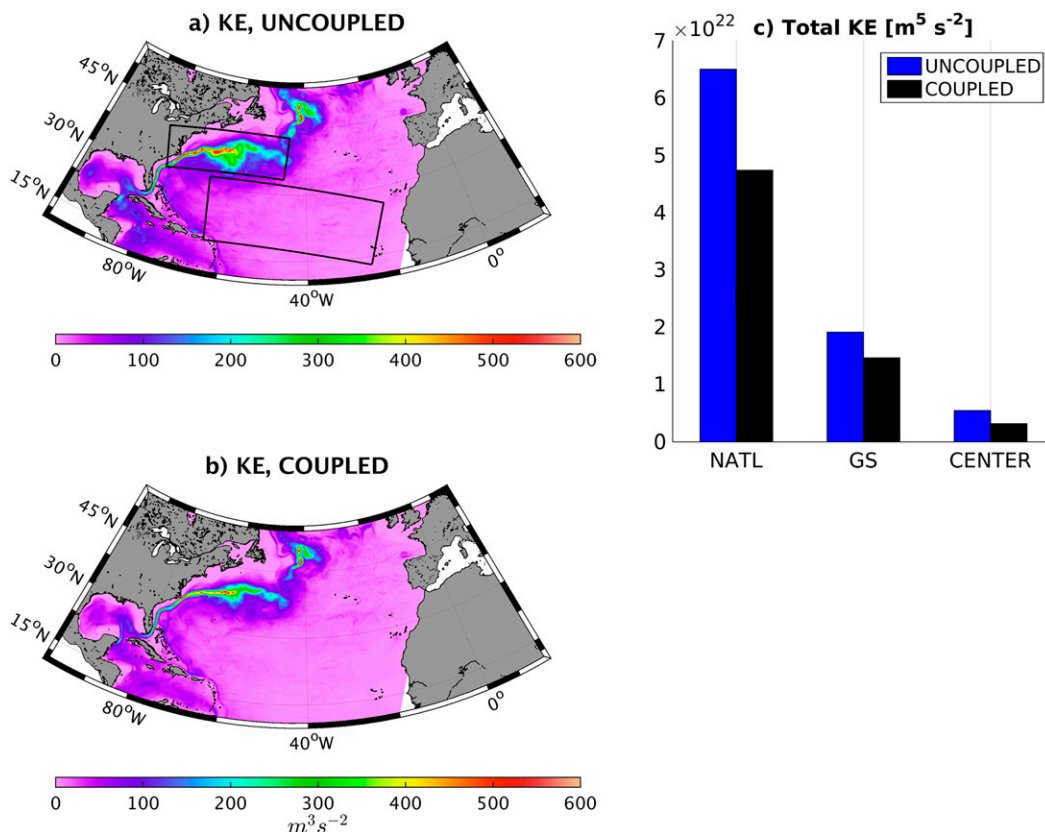 a) KE, UNCOUPLED
45°N
30°N
15°N
80°W
40°W
0°
0 100 200 300 400 500 600
b) KE, COUPLED
45°N
30°N
15°N
80°W
40°W
0°
0 100 200 300 400 500 600
m³s⁻²
×10²²
c) Total KE [m⁵ s⁻²]
7
6
5
4
3
2
1
0
UNCOUPLED
COUPLED
NATL GS CENTER